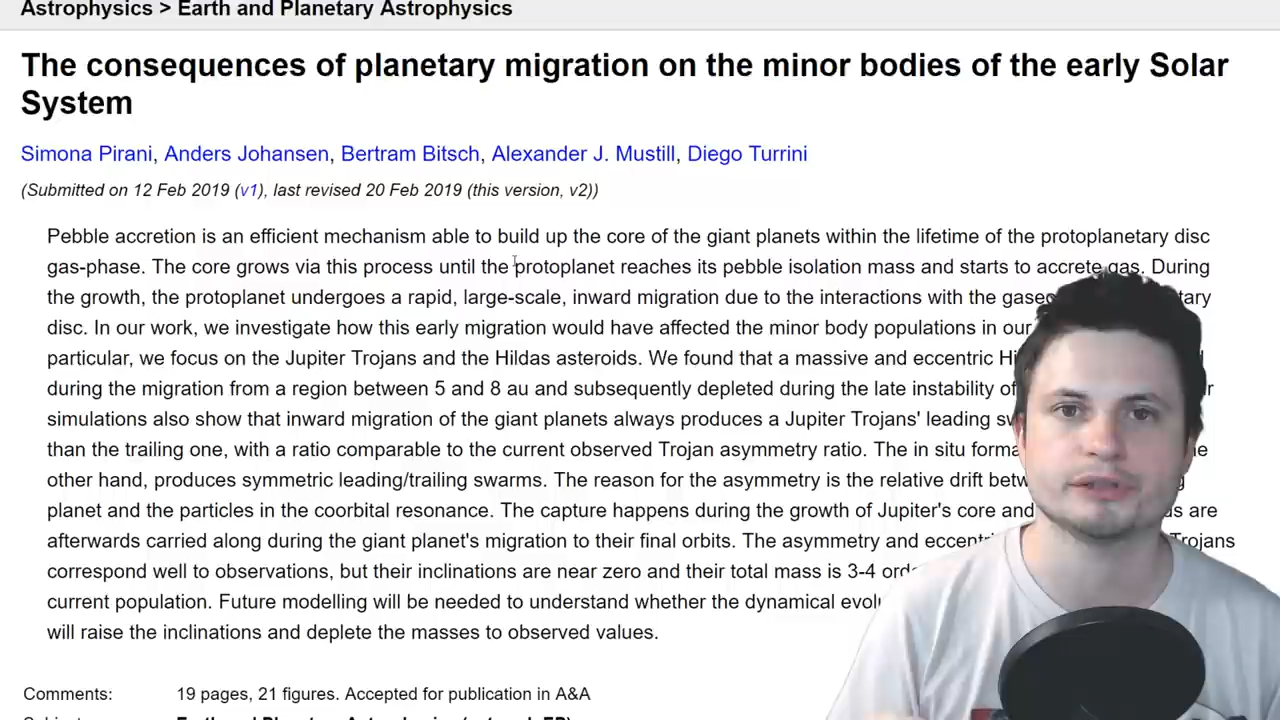 Astrophysics > Earth and Planetary Astrophysics
The consequences of planetary migration on the minor bodies of the early Solar
System
Simona Pirani, Anders Johansen, Bertram Bitsch, Alexander J. Mustill, Diego Turrini
(Submitted on 12 Feb 2019 (v1), last revised 20 Feb 2019 (this version, v2))
Pebble accretion is an efficient mechanism able to build up the core of the giant planets within the lifetime of the protoplanetary disc
gas-phase. The core grows via this process until the protoplanet reaches its pebble isolation mass and starts to accrete gas. During
the growth, the protoplanet undergoes a rapid, large-scale, inward migration due to the interactions with the
disc. In our work, we investigate how this early migration would have affected the minor body populations in our
particular, we focus on the Jupiter Trojans and the Hildas asteroids. We found that a massive and eccentric
during the migration from a region between 5 and 8 au and subsequently depleted during the late instability of
simulations also show that inward migration of the giant planets always produces a Jupiter Trojans' leading
than the trailing one, with a ratio comparable to the current observed Trojan asymmetry ratio. The in situ
other hand, produces symmetric leading/trailing swarms. The reason for the asymmetry is the relative drift
planet and the particles in the coorbital resonance. The capture happens during the growth of Jupiter's core and are
afterwards carried along during the giant planet's migration to their final orbits. The asymmetry and Trojans
correspond well to observations, but their inclinations are near zero and their total mass is 3-4
current population. Future modelling will be needed to understand whether the dynamical
will raise the inclinations and deplete the masses to observed values.
Comments: 19 pages, 21 figures. Accepted for publication in A&A